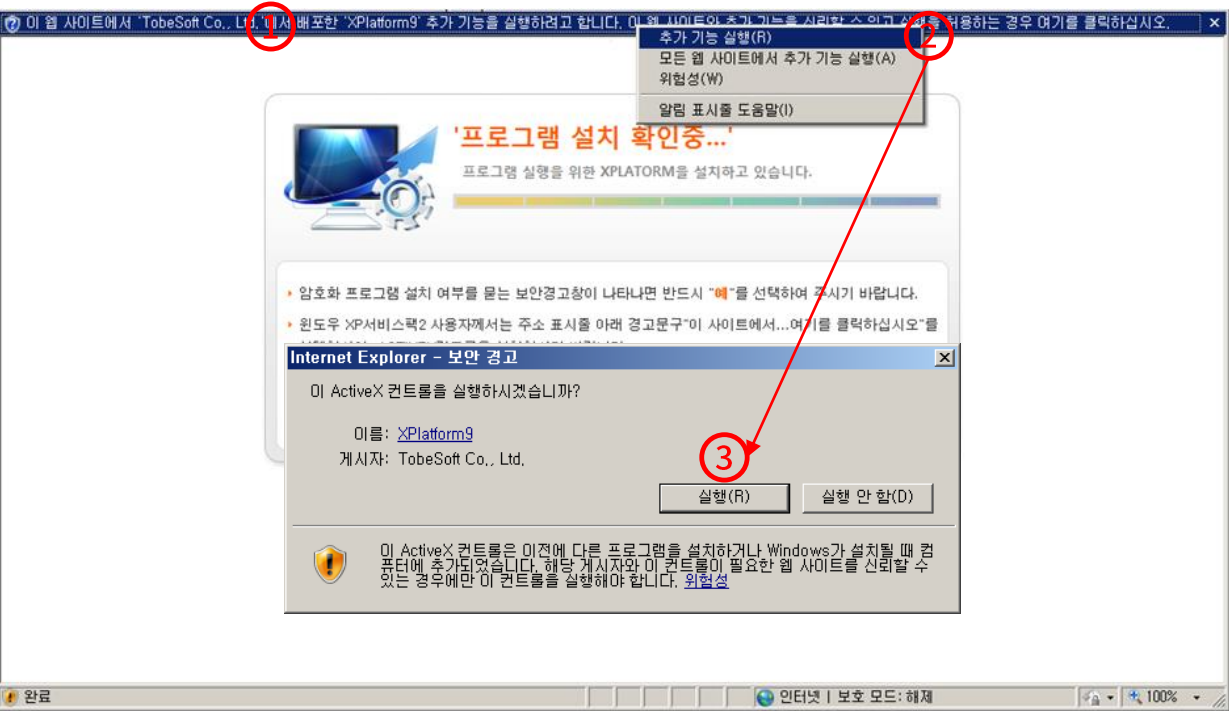 이 웹 사이트에서 'TobeSoft Co., Ltd.'에서 배포한 'XPlatform9' 추가 기능을 실행하려고 합니다. 이 웹 사이트와 추가 기능을 신뢰할 수 있고 실행을 허용하는 경우 여기를 클릭하십시오.
1
2
추가 기능 실행(R)
모든 웹 사이트에서 추가 기능 실행(A)
위험성(W)
알림 표시줄 도움말(I)
'프로그램 설치 확인중...'
프로그램 실행을 위한 XPLATORM을 설치하고 있습니다.
암호화 프로그램 설치 여부를 묻는 보안경고창이 나타나면 반드시 "예"를 선택하여 주시기 바랍니다.
윈도우 XP서비스팩2 사용자께서는 주소 표시줄 아래 경고문구"이 사이트에서...여기를 클릭하십시오"를
Internet Explorer - 보안 경고
이 ActiveX 컨트롤을 실행하시겠습니까?
이름: XPlatform9
게시자: TobeSoft Co., Ltd.
3
실행(R) 실행 안 함(D)
이 ActiveX 컨트롤은 이전에 다른 프로그램을 설치하거나 Windows가 설치될 때 컴
퓨터에 추가되었습니다. 해당 게시자와 이 컨트롤이 필요한 웹 사이트를 신뢰할 수
있는 경우에만 이 컨트롤을 실행해야 합니다. 위험성
완료 인터넷 | 보호 모드: 해제 100%